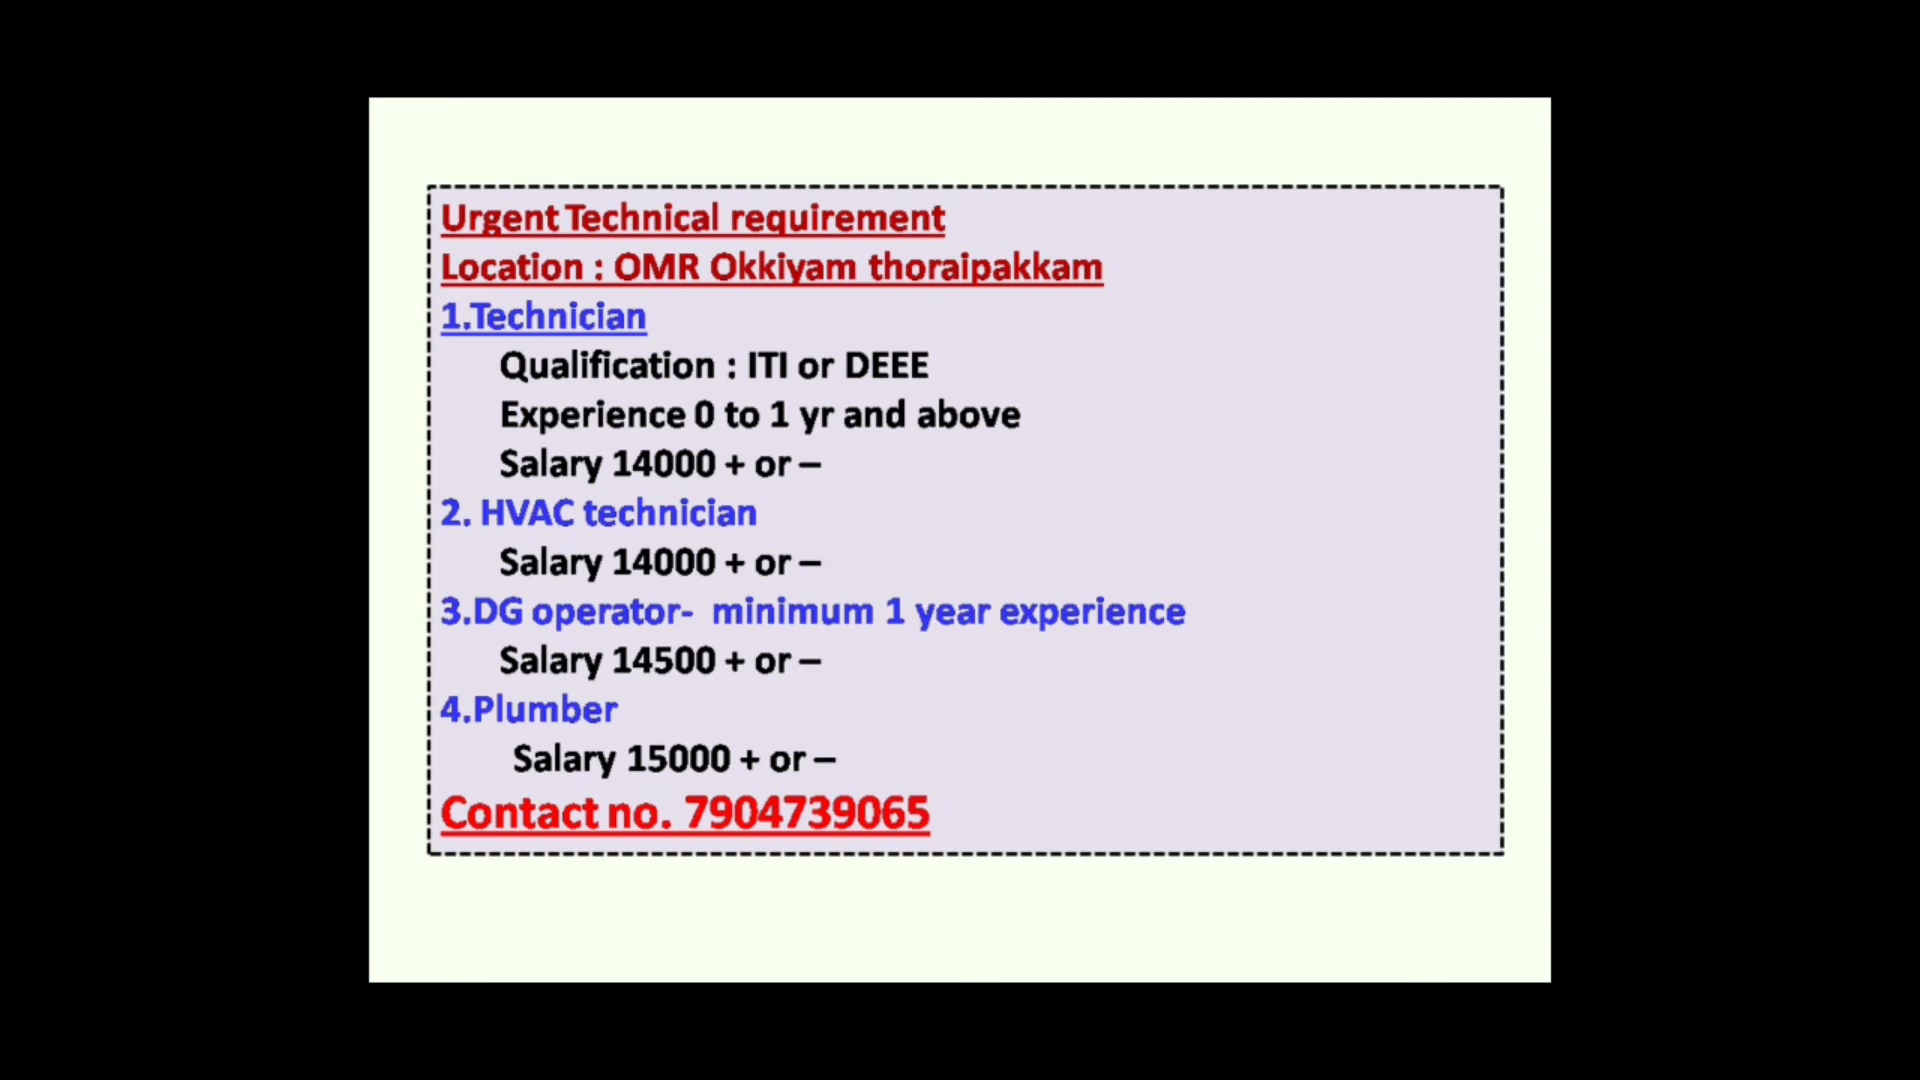 Urgent Technical requirement
Location : OMR Okkiyam thoraipakkam
1.Technician
Qualification : ITI or DEEE
Experience 0 to 1 yr and above
Salary 14000 + or –
2. HVAC technician
Salary 14000 + or –
3.DG operator-  minimum 1 year experience
Salary 14500 + or –
4.Plumber
Salary 15000 + or –
Contact no. 7904739065